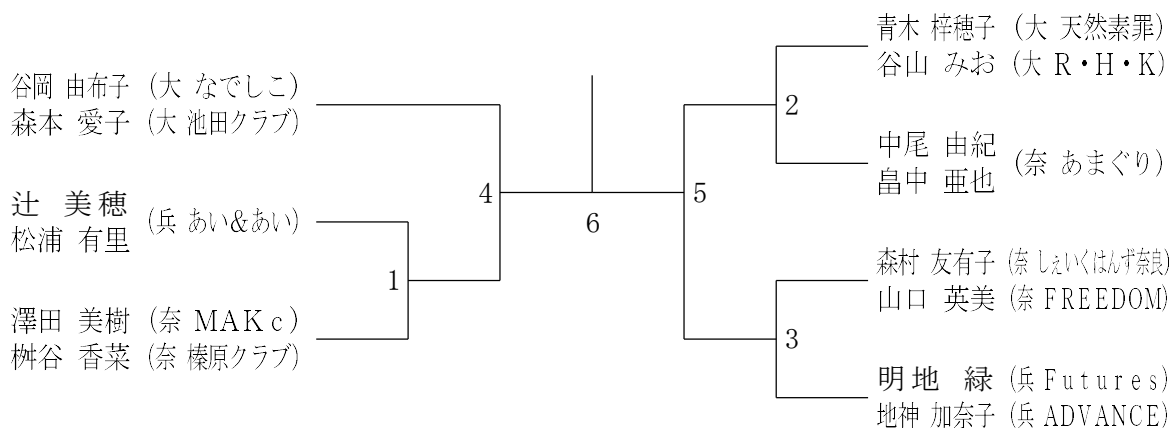 谷岡 由布子 (大 なでしこ)
森本 愛子 (大 池田クラブ)
辻 美穂
松浦 有里
(兵 あい&あい)
澤田 美樹 (奈 MAKc)
桝谷 香菜 (奈 榛原クラブ)
1
4
6
5
2
3
青木 梓穂子 (大 天然素罪)
谷山 みお (大 R・H・K)
中尾 由紀
畠中 亜也
(奈 あまぐり)
森村 友有子 (奈 しぇいくはんず奈良)
山口 英美 (奈 FREEDOM)
明地 緑 (兵 Futures)
地神 加奈子 (兵 ADVANCE)